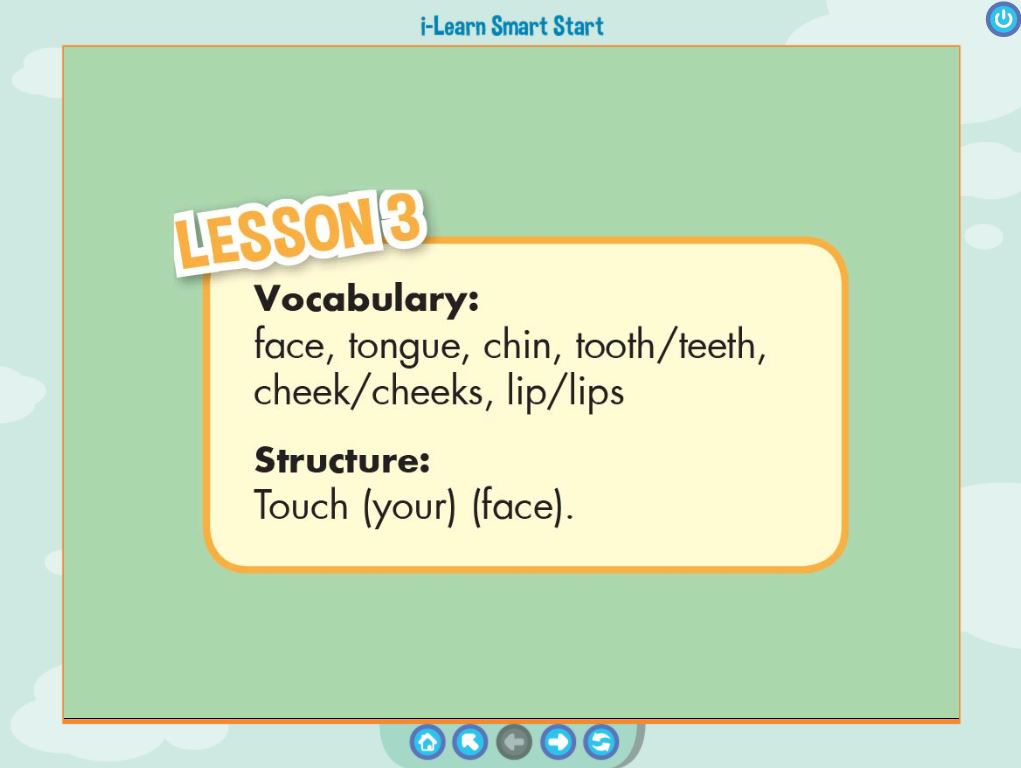 i-Learn Smart Start
LESSON 3
Vocabulary:
face, tongue, chin, tooth/teeth,
cheek/cheeks, lip/lips
Structure:
Touch (your) (face).